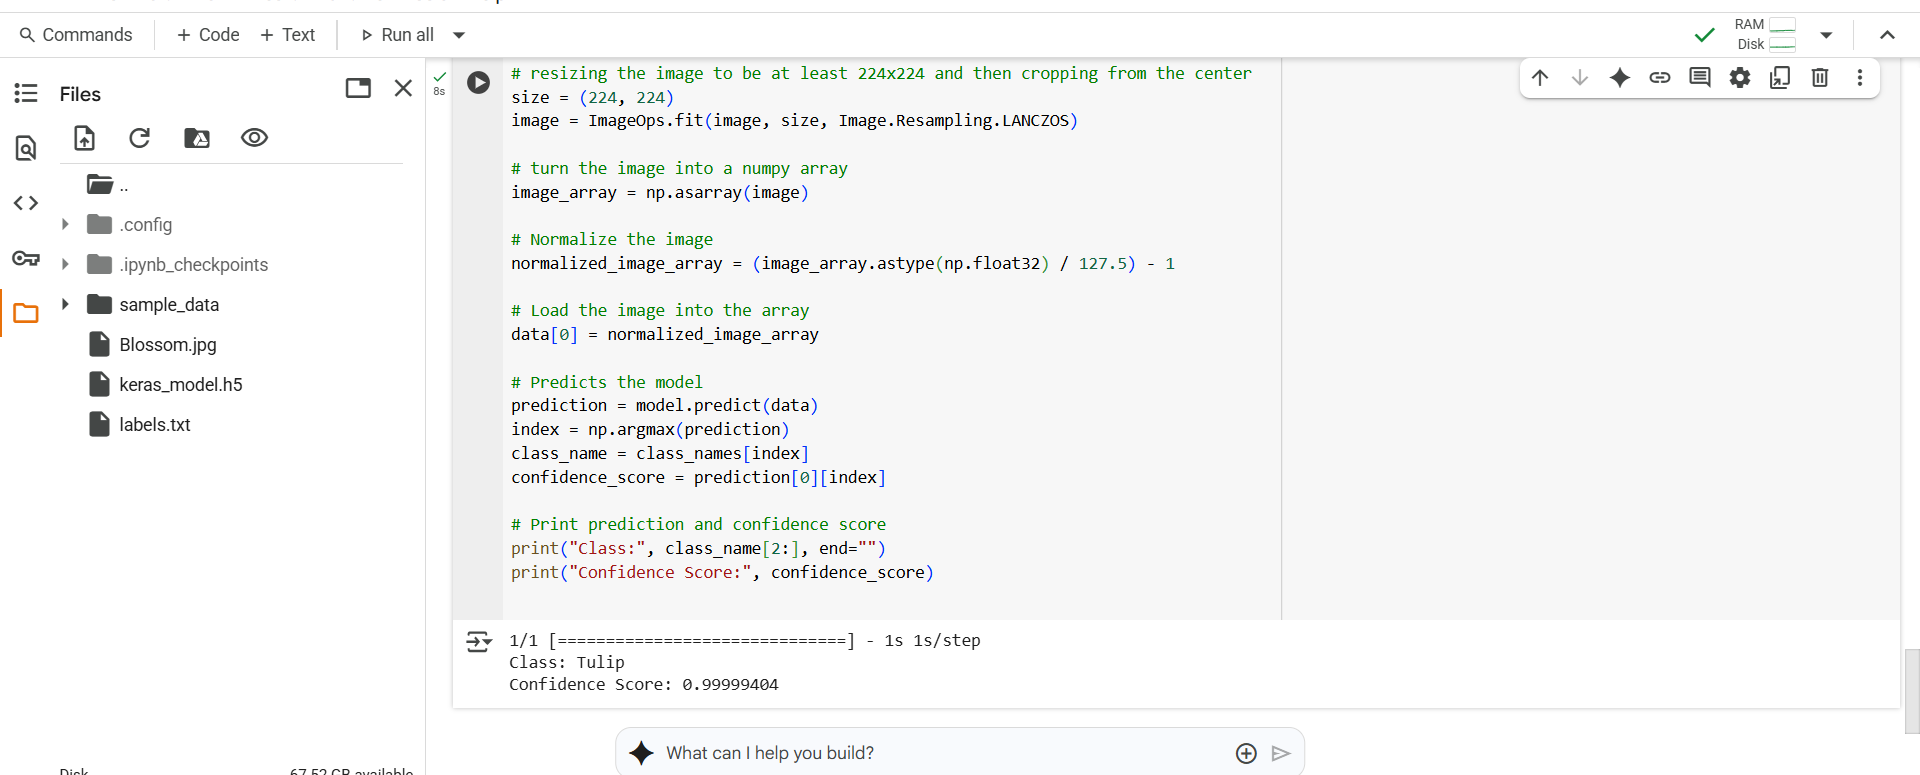 Commands
+ Code + Text
Run all
RAM
Disk
Files
..
.config
.ipynb_checkpoints
sample_data
Blossom.jpg
keras_model.h5
labels.txt
Disk 67.52 GB available
8s
# resizing the image to be at least 224x224 and then cropping from the center
size = (224, 224)
image = ImageOps.fit(image, size, Image.Resampling.LANCZOS)
# turn the image into a numpy array
image_array = np.asarray(image)
# Normalize the image
normalized_image_array = (image_array.astype(np.float32) / 127.5) - 1
# Load the image into the array
data[0] = normalized_image_array
# Predicts the model
prediction = model.predict(data)
index = np.argmax(prediction)
class_name = class_names[index]
confidence_score = prediction[0][index]
# Print prediction and confidence score
print("Class:", class_name[2:], end="")
print("Confidence Score:", confidence_score)
1/1 [==============================] - 1s 1s/step
Class: Tulip
Confidence Score: 0.99999404
What can I help you build?